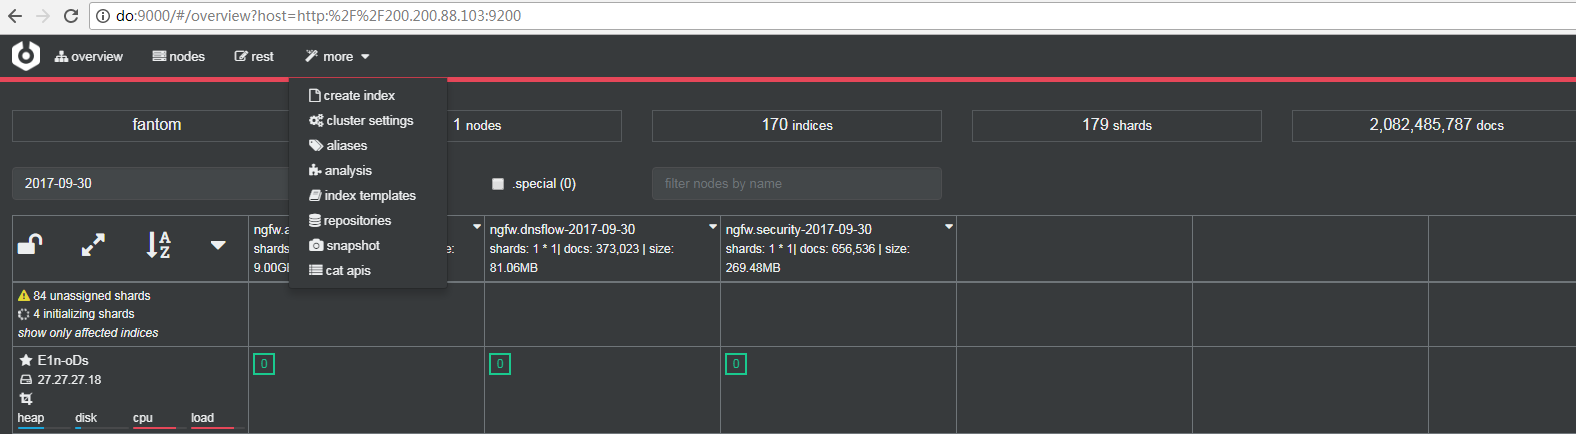 do:9000/#/overview?host=http:%2F%2F200.200.88.103:9200
overview nodes rest more
create index
cluster settings
aliases
analysis
index templates
repositories
snapshot
cat apis
fantom 1 nodes 170 indices 179 shards 2,082,485,787 docs
2017-09-30 .special (0) filter nodes by name
ngfw.a
shards: e:
9.00G
ngfw.dnsflow-2017-09-30
shards: 1 * 1| docs: 373,023 | size:
81.06MB
ngfw.security-2017-09-30
shards: 1 * 1| docs: 656,536 | size:
269.48MB
84 unassigned shards
4 initializing shards
show only affected indices
E1n-oDs
27.27.27.18
heap disk cpu load
0 0 0